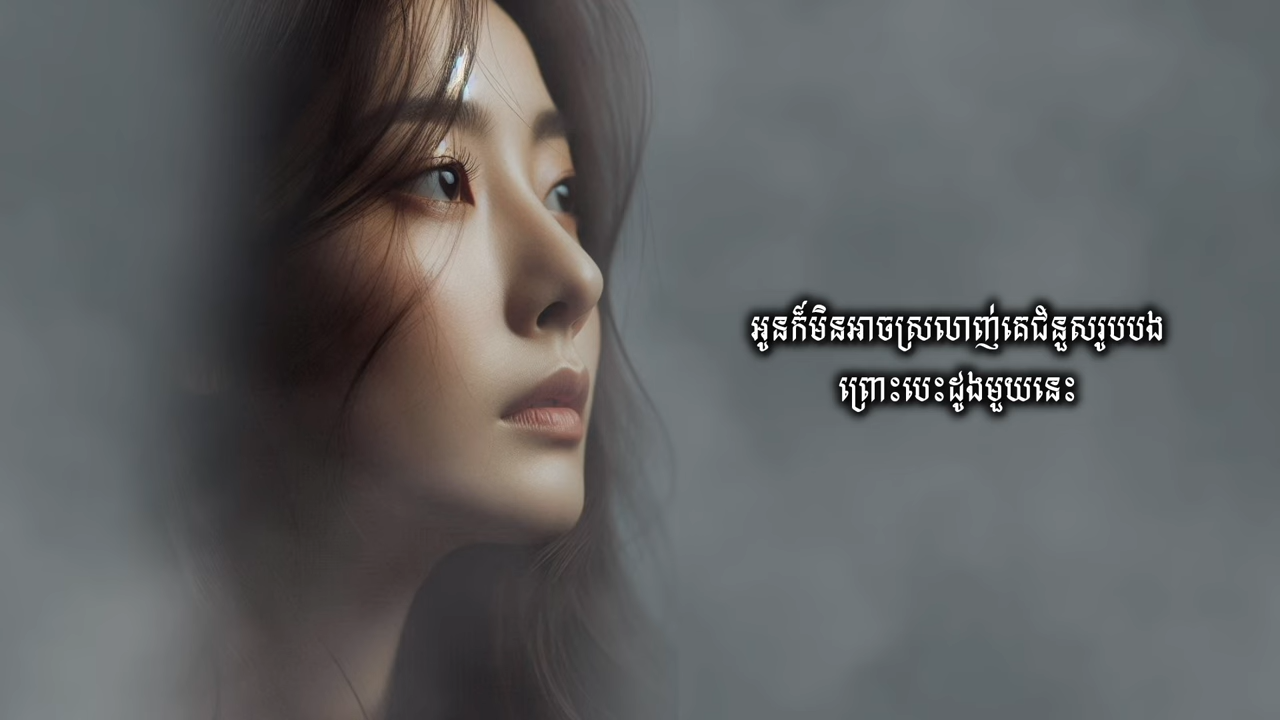 អូនក៏មិនអាចស្រលាញ់គេជំនួសរូបបង
ព្រោះបេះដូងមួយនេះ